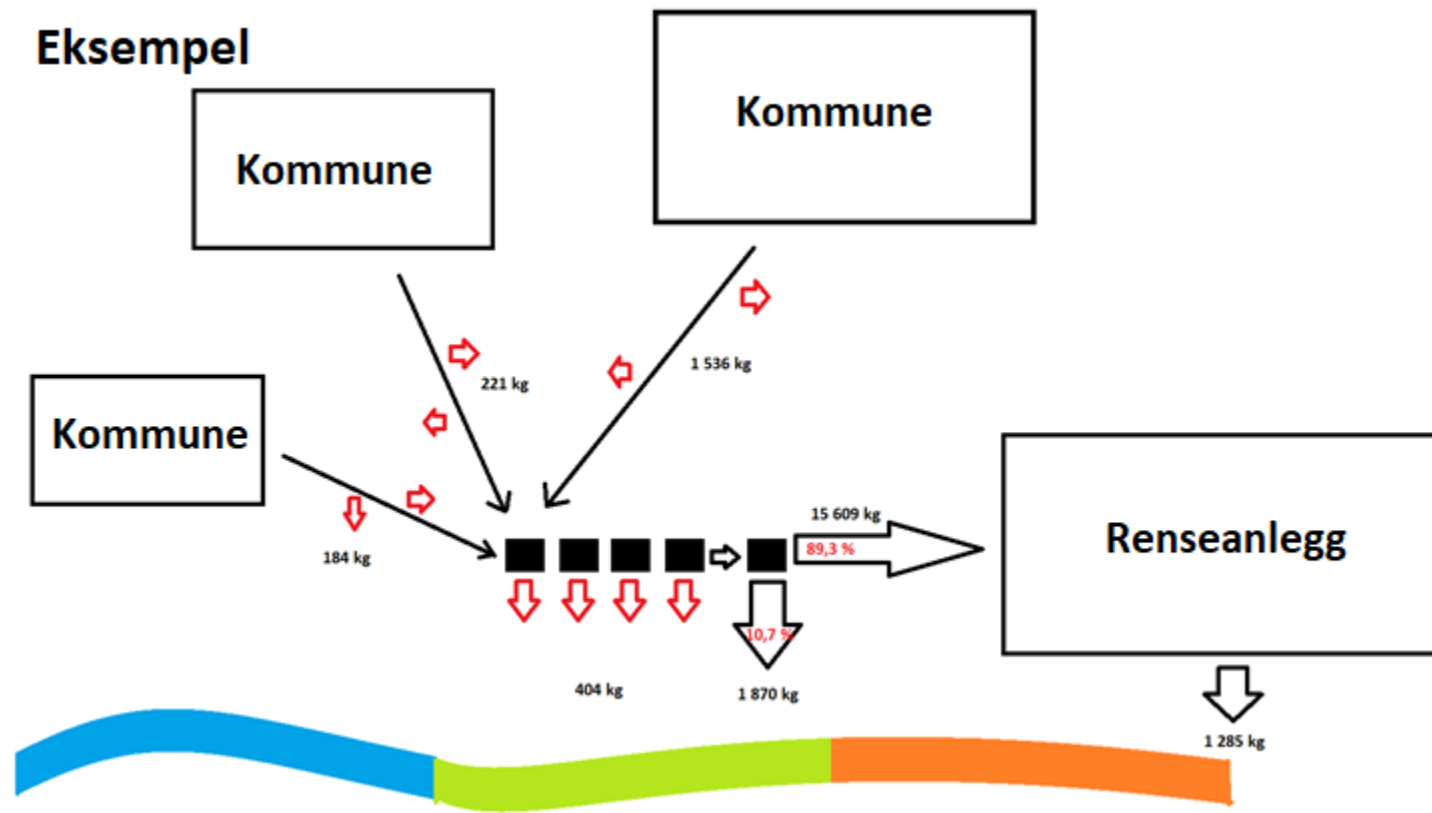 Eksempel
Kommune
Kommune
1 536 kg
221 kg
Kommune
184 kg
15 609 kg
89,3 %
Renseanlegg
10,7 %
404 kg
1 870 kg
1 285 kg